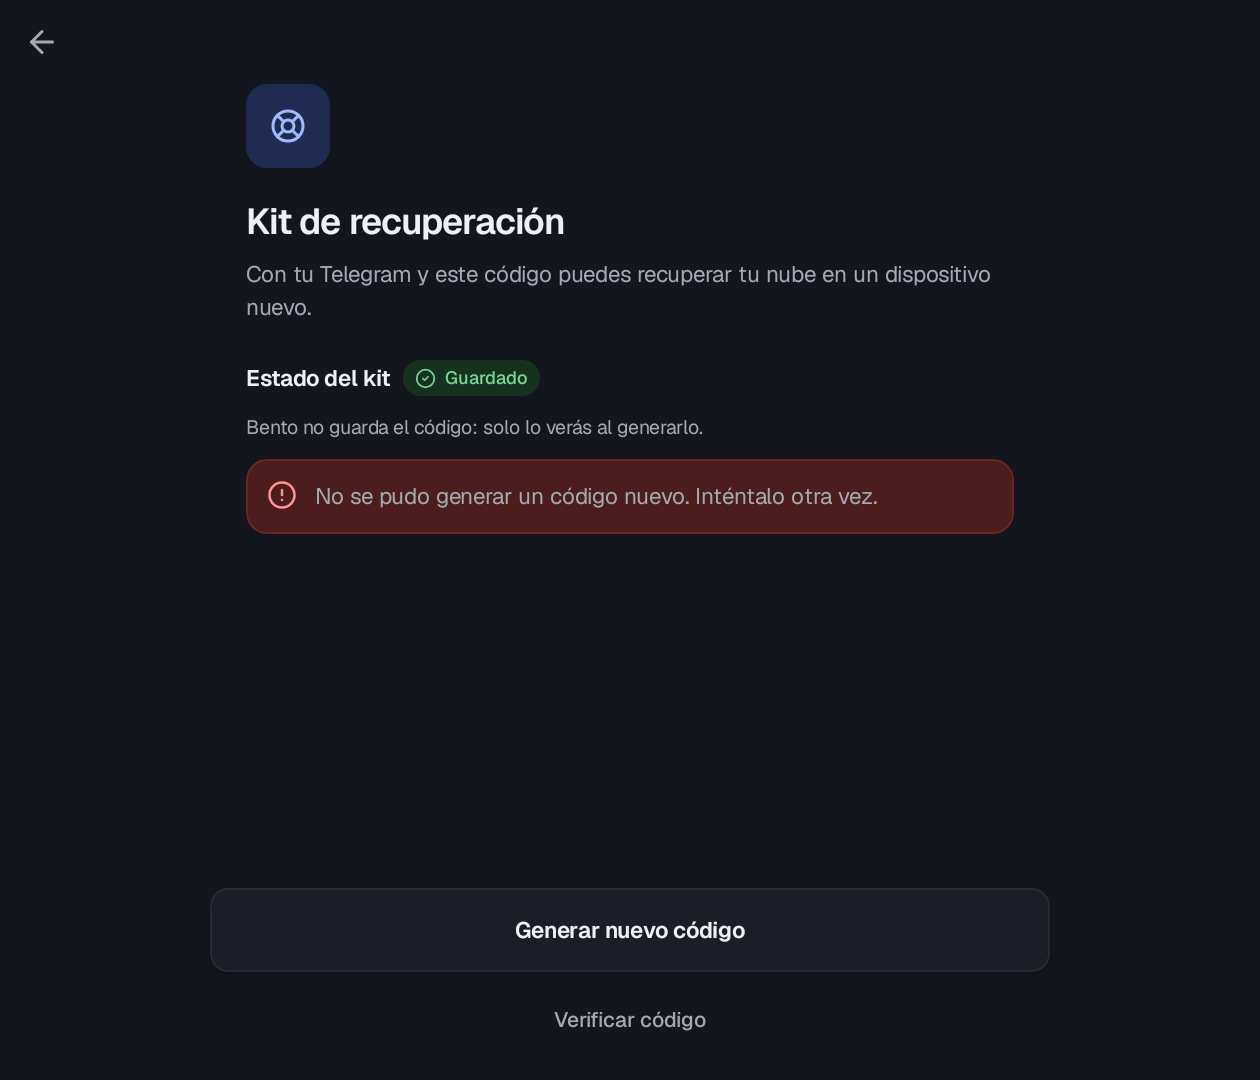 Kit de recuperación
Con tu Telegram y este código puedes recuperar tu nube en un dispositivo
nuevo.
Estado del kit Guardado
Bento no guarda el código: solo lo verás al generarlo.
No se pudo generar un código nuevo. Inténtalo otra vez.
Generar nuevo código
Verificar código